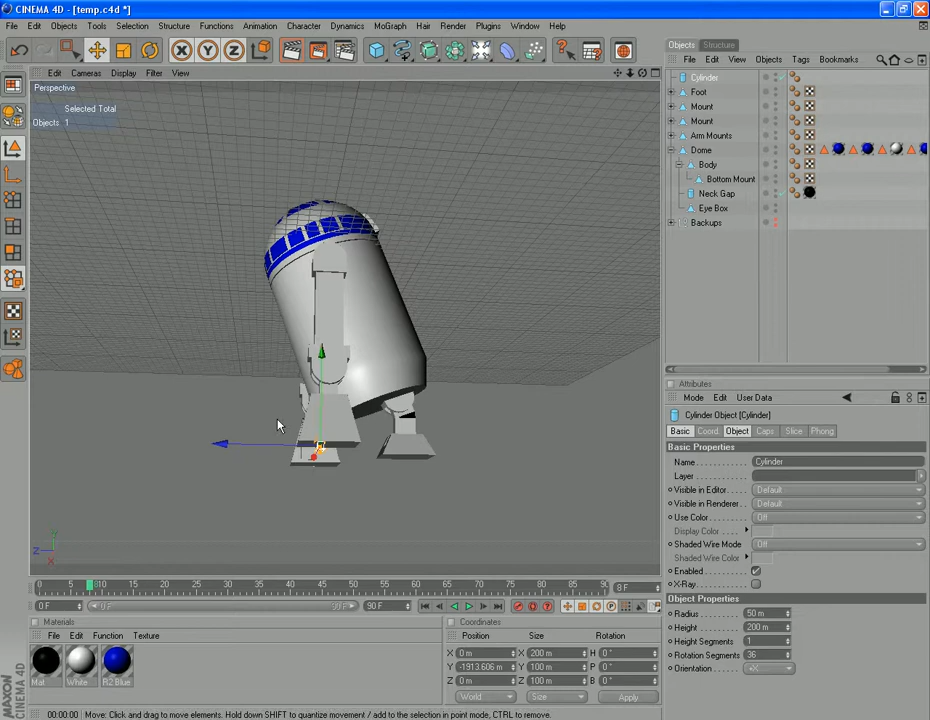 CINEMA 4D - [temp.c4d *]
File Edit Objects Tools Selection Structure Functions Animation Character Dynamics MoGraph Hair Render Plugins Window Help
Edit Cameras Display Filter View
Perspective
Selected Total
Objects 1
Y
Z
X
Objects Structure
File Edit View Objects Tags Bookmarks
Cylinder
Foot
Mount
Mount
Arm Mounts
Dome
Body
Bottom Mount
Neck Gap
Eye Box
Backups
Attributes
Mode Edit User Data
Cylinder Object [Cylinder]
Basic Coord. Object Caps Slice Phong
Basic Properties
Name Cylinder
Layer
Visible in Editor Default
Visible in Renderer Default
Use Color Off
Display Color
Shaded Wire Mode Off
Shaded Wire Color
Enabled
X-Ray
Object Properties
Radius 50 m
Height 200 m
Height Segments 1
Rotation Segments 36
Orientation +X
0 5 10 15 20 25 30 35 40 45 50 55 60 65 70 75 80 85 90 8 F
0 F 0 F 90 F 90 F
Materials
File Edit Function Texture
Mat White R2 Blue
Coordinates
Position Size Rotation
X 0 m X 200 m H 0 °
Y -1913.606 m Y 100 m P 0 °
Z 0 m Z 100 m B 0 °
World Size Apply
MAXON CINEMA 4D
00:00:00 Move: Click and drag to move elements. Hold down SHIFT to quantize movement / add to the selection in point mode, CTRL to remove.